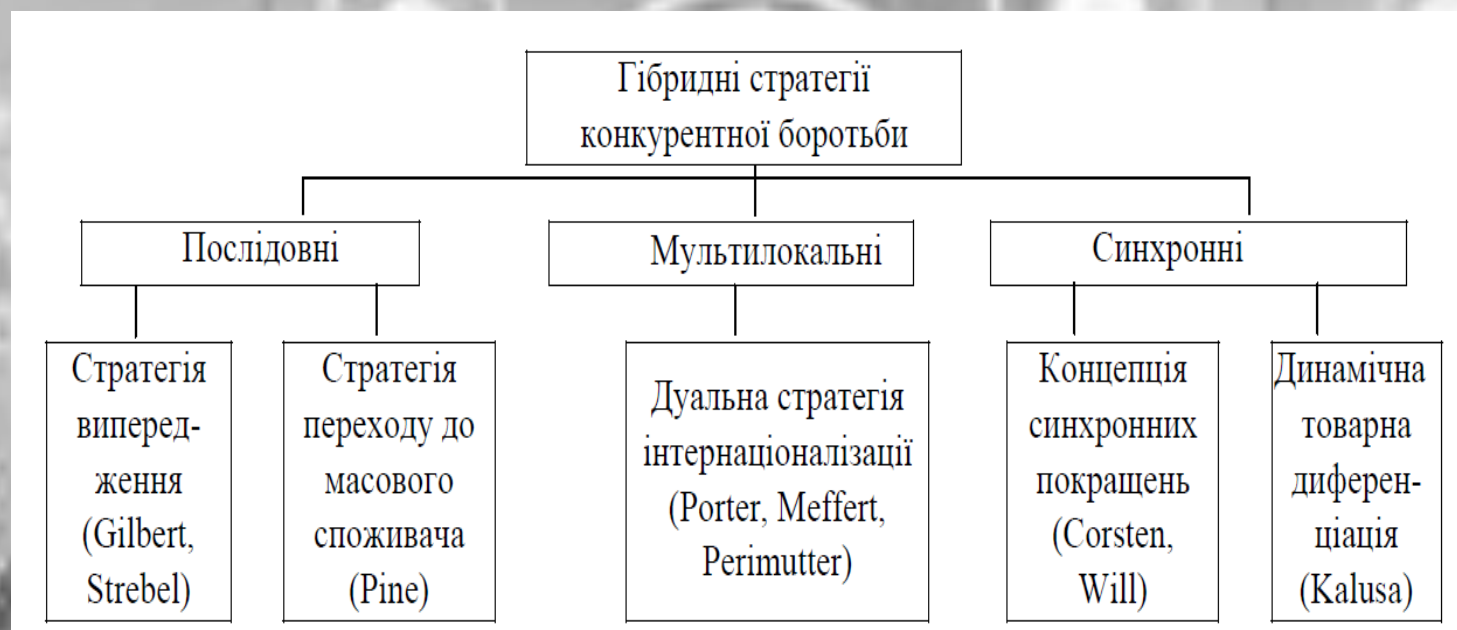 Гібридні стратегії
конкурентної боротьби
Послідовні
Мультилокальні
Синхронні
Стратегія
виперед-
ження
(Gilbert,
Strebel)
Стратегія
переходу до
масового
споживача
(Pine)
Дуальна стратегія
інтернаціоналізації
(Porter, Meffert,
Perimutter)
Концепція
синхронних
покращень
(Corsten,
Will)
Динамічна
товарна
диферен-
ціація
(Kalusa)